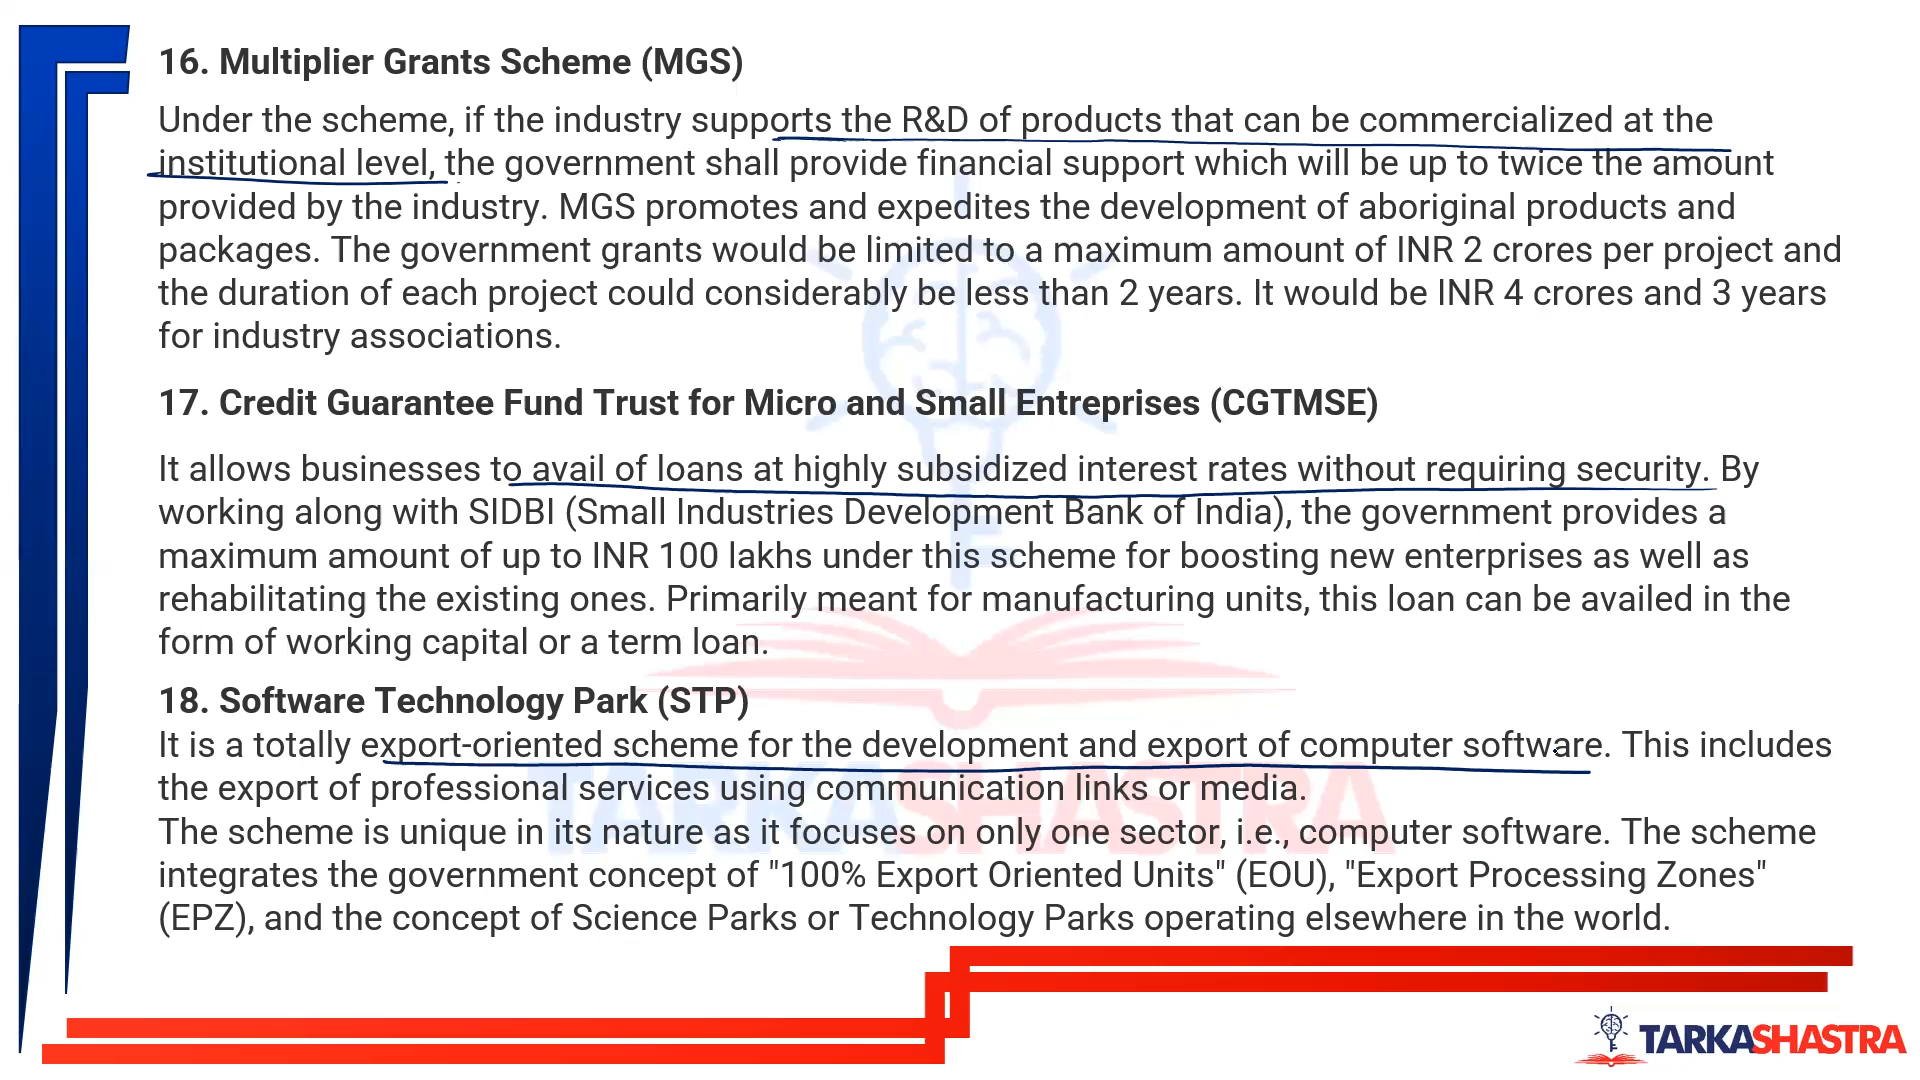 16. Multiplier Grants Scheme (MGS)
Under the scheme, if the industry supports the R&D of products that can be commercialized at the
institutional level, the government shall provide financial support which will be up to twice the amount
provided by the industry. MGS promotes and expedites the development of aboriginal products and
packages. The government grants would be limited to a maximum amount of INR 2 crores per project and
the duration of each project could considerably be less than 2 years. It would be INR 4 crores and 3 years
for industry associations.
17. Credit Guarantee Fund Trust for Micro and Small Entreprises (CGTMSE)
It allows businesses to avail of loans at highly subsidized interest rates without requiring security. By
working along with SIDBI (Small Industries Development Bank of India), the government provides a
maximum amount of up to INR 100 lakhs under this scheme for boosting new enterprises as well as
rehabilitating the existing ones. Primarily meant for manufacturing units, this loan can be availed in the
form of working capital or a term loan.
18. Software Technology Park (STP)
It is a totally export-oriented scheme for the development and export of computer software. This includes
the export of professional services using communication links or media.
The scheme is unique in its nature as it focuses on only one sector, i.e., computer software. The scheme
integrates the government concept of "100% Export Oriented Units" (EOU), "Export Processing Zones"
(EPZ), and the concept of Science Parks or Technology Parks operating elsewhere in the world.
TARKASHASTRA
TARKASHASTRA